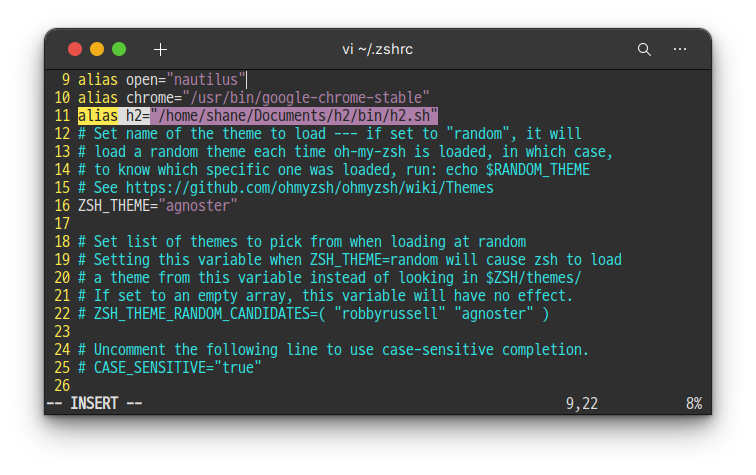 vi ~/.zshrc
9 alias open="nautilus"
10 alias chrome="/usr/bin/google-chrome-stable"
11 alias h2="/home/shane/Documents/h2/bin/h2.sh"
12 # Set name of the theme to load --- if set to "random", it will
13 # load a random theme each time oh-my-zsh is loaded, in which case,
14 # to know which specific one was loaded, run: echo $RANDOM_THEME
15 # See https://github.com/ohmyzsh/ohmyzsh/wiki/Themes
16 ZSH_THEME="agnoster"
17
18 # Set list of themes to pick from when loading at random
19 # Setting this variable when ZSH_THEME=random will cause zsh to load
20 # a theme from this variable instead of looking in $ZSH/themes/
21 # If set to an empty array, this variable will have no effect.
22 # ZSH_THEME_RANDOM_CANDIDATES=( "robbyrussell" "agnoster" )
23
24 # Uncomment the following line to use case-sensitive completion.
25 # CASE_SENSITIVE="true"
26
-- INSERT -- 9,22 8%